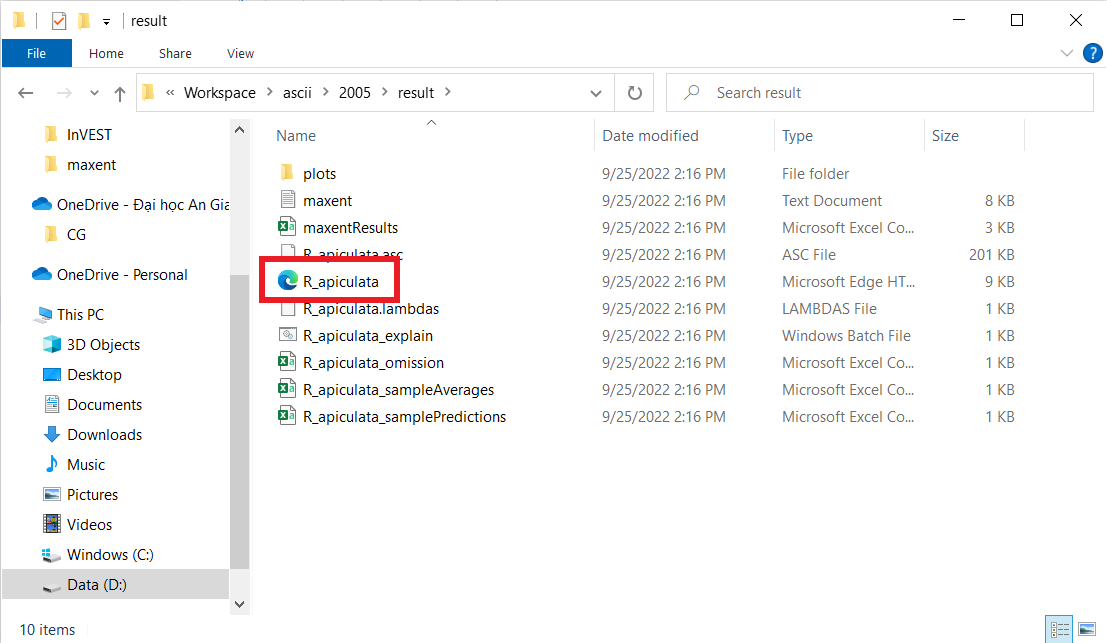 result
File Home Share View
« Workspace ascii 2005 result
Search result
InVEST
maxent
OneDrive - Đại học An Gia
CG
OneDrive - Personal
This PC
3D Objects
Desktop
Documents
Downloads
Music
Pictures
Videos
Windows (C:)
Data (D:)
Name Date modified Type Size
plots 9/25/2022 2:16 PM File folder
maxent 9/25/2022 2:16 PM Text Document 8 KB
maxentResults 9/25/2022 2:16 PM Microsoft Excel Co... 3 KB
R_apiculata.asc 9/25/2022 2:16 PM ASC File 201 KB
R_apiculata 9/25/2022 2:16 PM Microsoft Edge HT... 9 KB
R_apiculata.lambdas 9/25/2022 2:16 PM LAMBDAS File 1 KB
R_apiculata_explain 9/25/2022 2:16 PM Windows Batch File 1 KB
R_apiculata_omission 9/25/2022 2:16 PM Microsoft Excel Co... 1 KB
R_apiculata_sampleAverages 9/25/2022 2:16 PM Microsoft Excel Co... 1 KB
R_apiculata_samplePredictions 9/25/2022 2:16 PM Microsoft Excel Co... 1 KB
10 items